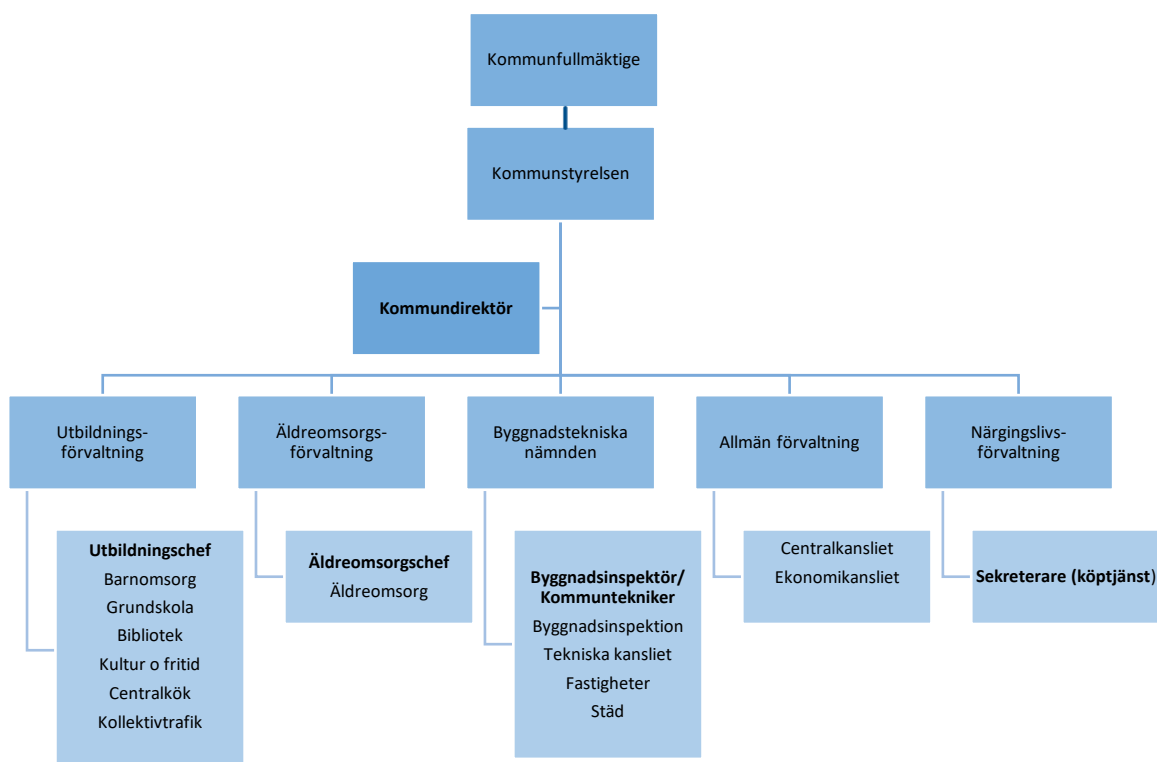 Kommunfullmäktige
Kommunstyrelsen
Kommundirektör
Utbildnings-
förvaltning
Äldreomsorgs-
förvaltning
Byggnadstekniska
nämnden
Allmän förvaltning
Närgingslivs-
förvaltning
Utbildningschef
Barnomsorg
Grundskola
Bibliotek
Kultur o fritid
Centralkök
Kollektivtrafik
Äldreomsorgschef
Äldreomsorg
Byggnadsinspektör/
Kommuntekniker
Byggnadsinspektion
Tekniska kansliet
Fastigheter
Städ
Centralkansliet
Ekonomikansliet
Sekreterare (köptjänst)